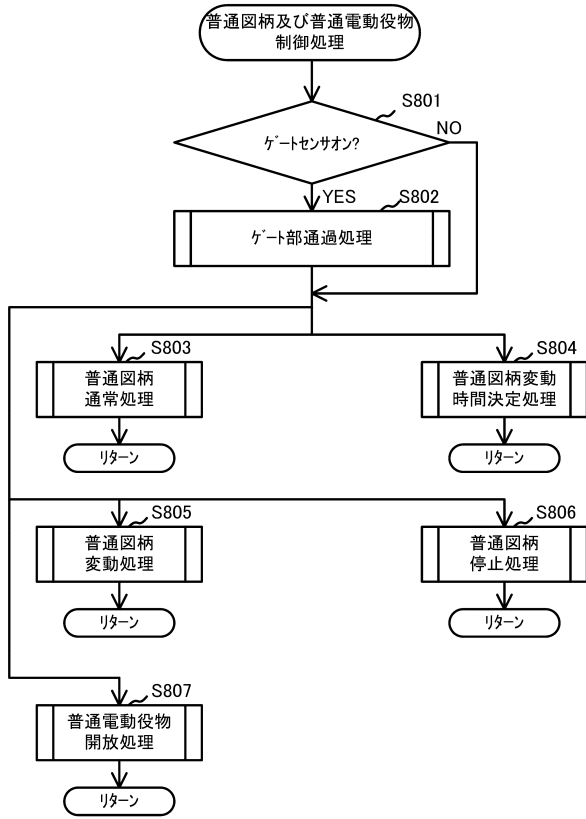 普通図柄及び普通電動役物
制御処理
S801
ｹﾞｰﾄｾﾝｻｵﾝ?
NO
YES
S802
ｹﾞｰﾄ部通過処理
S803
普通図柄
通常処理
ﾘﾀｰﾝ
S804
普通図柄変動
時間決定処理
ﾘﾀｰﾝ
S805
普通図柄
変動処理
ﾘﾀｰﾝ
S806
普通図柄
停止処理
ﾘﾀｰﾝ
S807
普通電動役物
開放処理
ﾘﾀｰﾝ